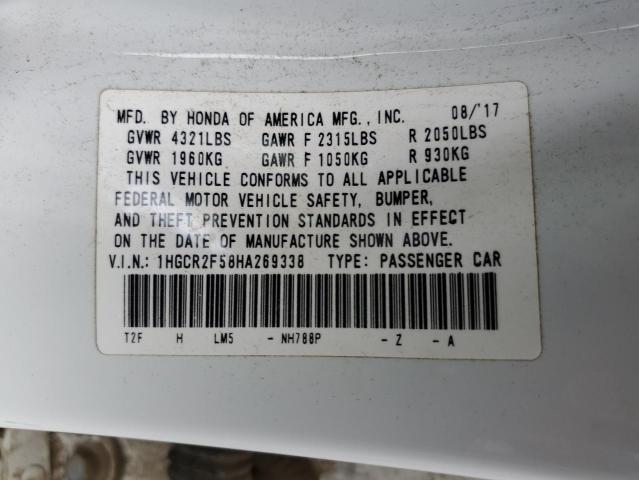 MFD. BY HONDA OF AMERICA MFG., INC. 08/'17
GVWR 4321LBS GAWR F 2315LBS R 2050LBS
GVWR 1960KG GAWR F 1050KG R 930KG
THIS VEHICLE CONFORMS TO ALL APPLICABLE
FEDERAL MOTOR VEHICLE SAFETY, BUMPER,
AND THEFT PREVENTION STANDARDS IN EFFECT
ON THE DATE OF MANUFACTURE SHOWN ABOVE.
V.I.N.: 1HGCR2F58HA269338 TYPE: PASSENGER CAR
T2F H LM5 - NH788P - Z - A